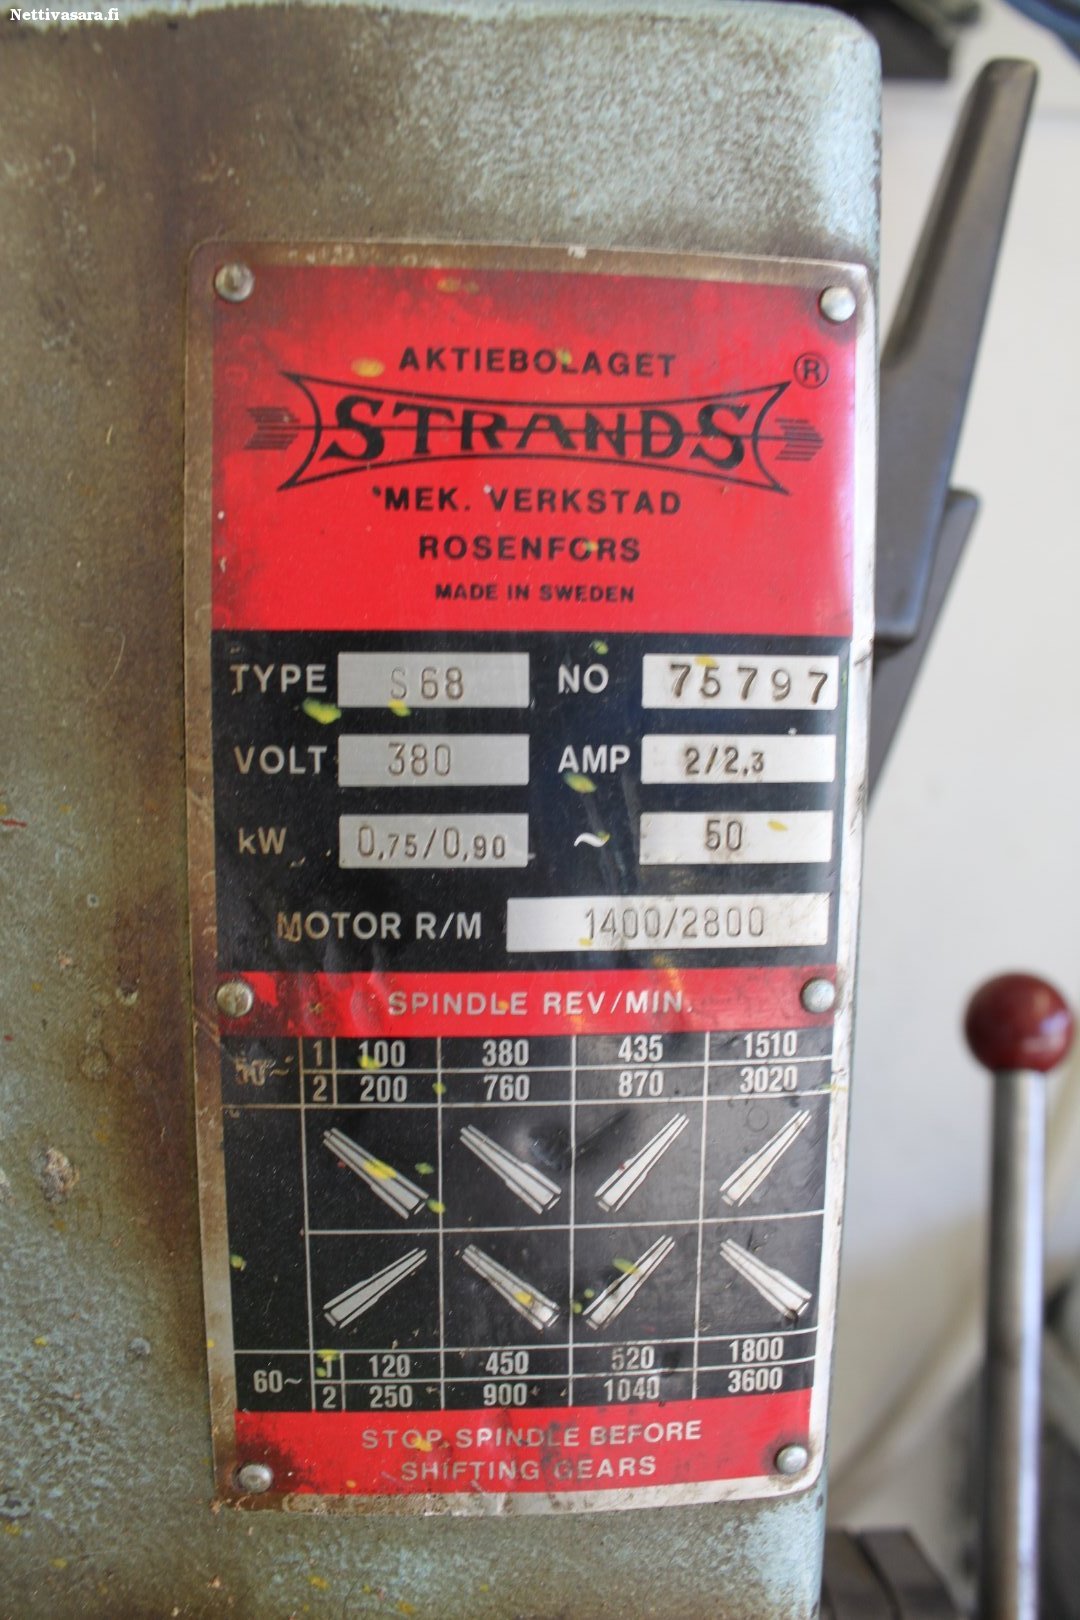 Nettivasara.fi
AKTIEBOLAGET
STRANDS ®
MEK. VERKSTAD
ROSENFORS
MADE IN SWEDEN
TYPE S68 NO 75797
VOLT 380 AMP 2/2,3
kW 0,75/0,90 ~ 50
MOTOR R/M 1400/2800
SPINDLE REV/MIN.
50~ 1 100 380 435 1510
2 200 760 870 3020
60~ 1 120 450 520 1800
2 250 900 1040 3600
STOP SPINDLE BEFORE
SHIFTING GEARS